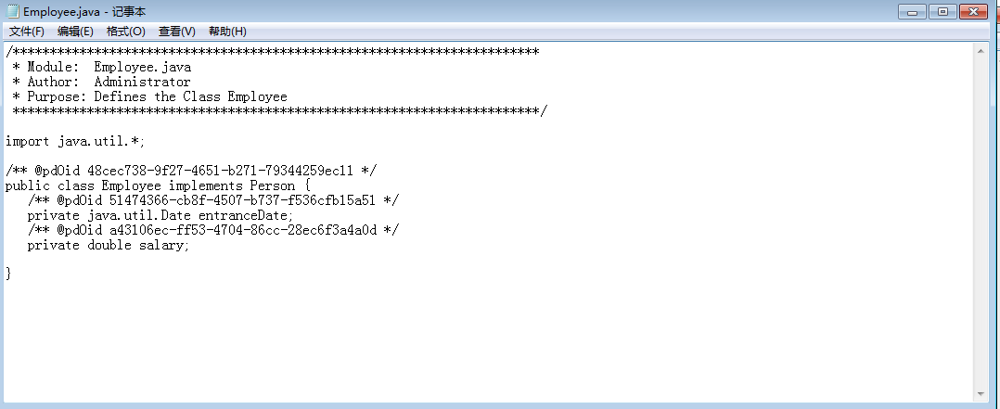 Employee.java - 记事本
文件(F) 编辑(E) 格式(O) 查看(V) 帮助(H)
/***********************************************************************
 * Module:  Employee.java
 * Author:  Administrator
 * Purpose: Defines the Class Employee
 ***********************************************************************/
import java.util.*;
/** @pdOid 48cec738-9f27-4651-b271-79344259ec11 */
public class Employee implements Person {
   /** @pdOid 51474366-cb8f-4507-b737-f536cfb15a51 */
   private java.util.Date entranceDate;
   /** @pdOid a43106ec-ff53-4704-86cc-28ec6f3a4a0d */
   private double salary;
}